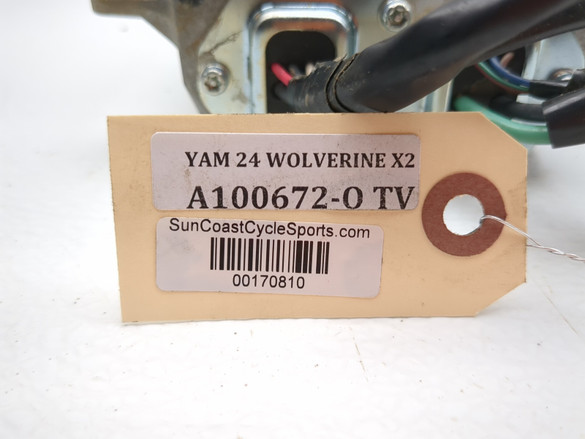 YAM 24 WOLVERINE X2
A100672-O TV
SunCoastCycleSports.com
00170810